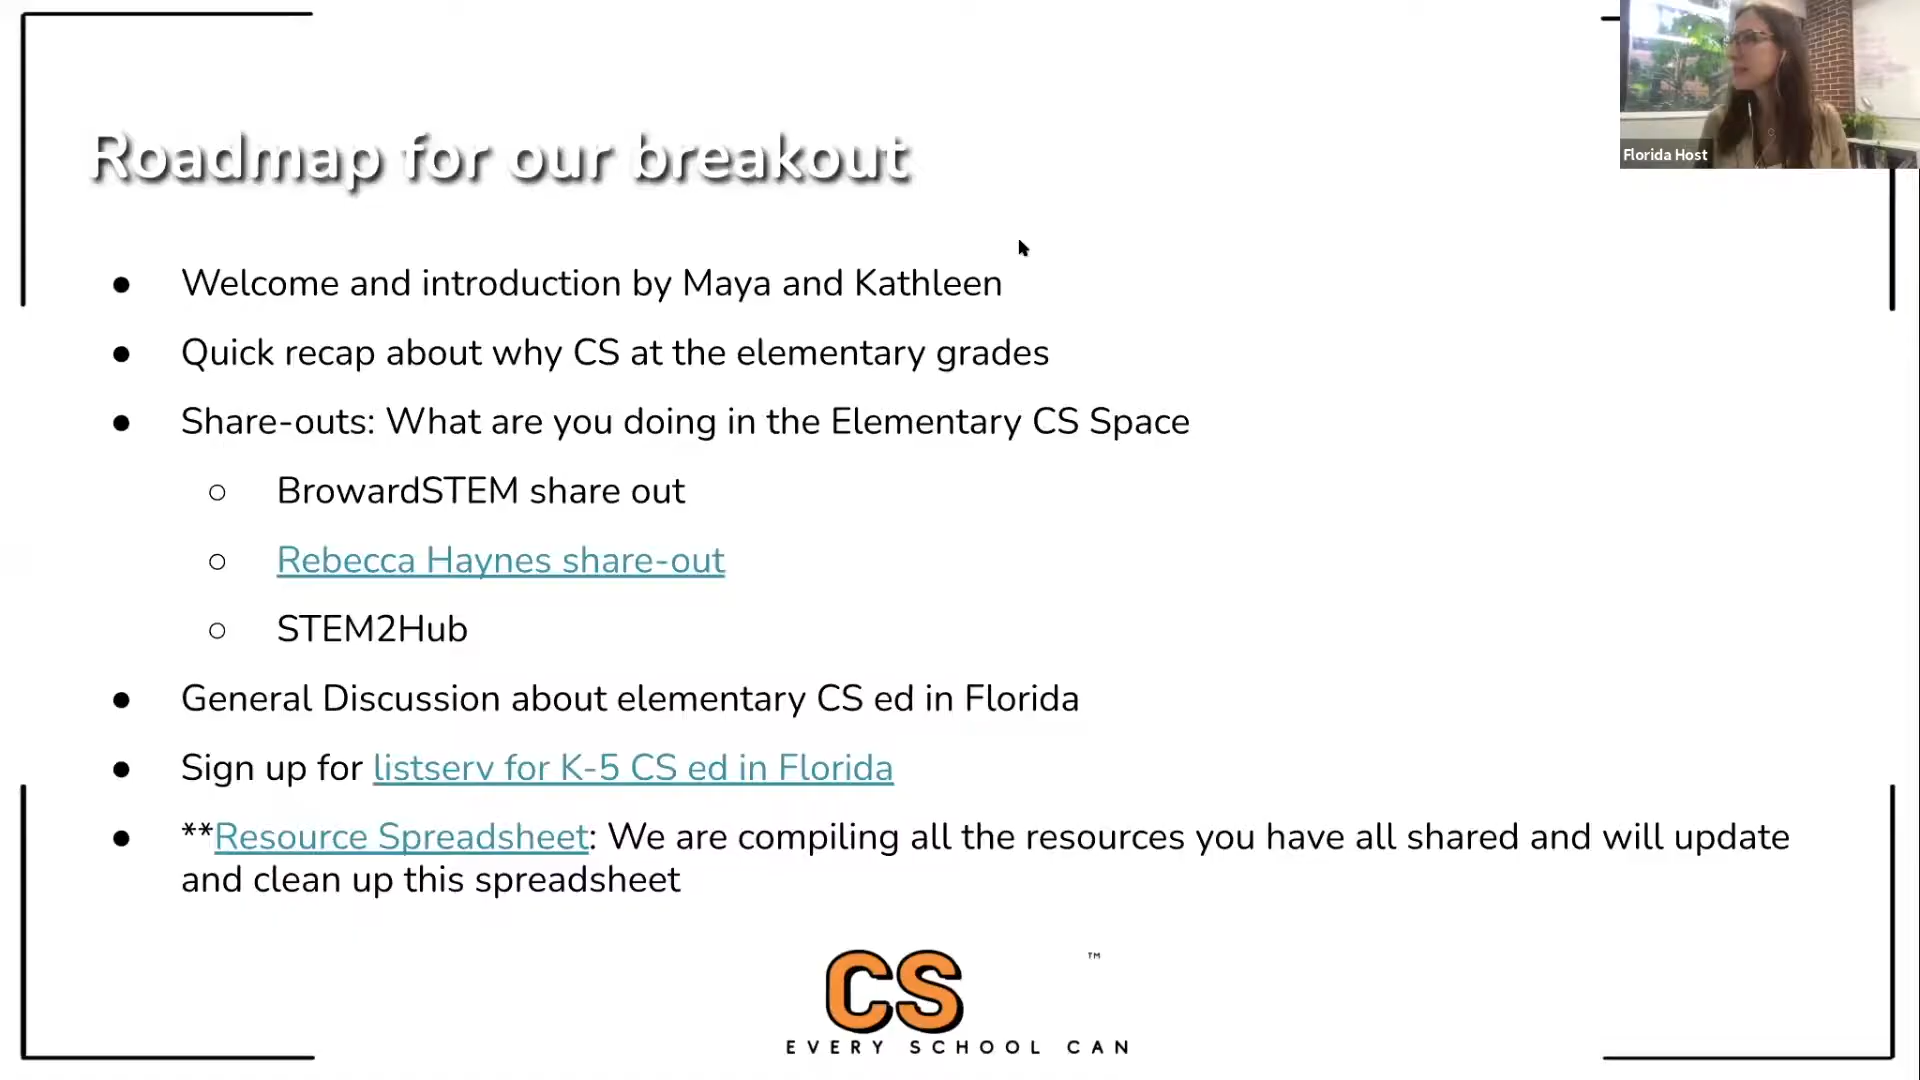 Florida Host
Roadmap for our breakout
● Welcome and introduction by Maya and Kathleen
● Quick recap about why CS at the elementary grades
● Share-outs: What are you doing in the Elementary CS Space
○ BrowardSTEM share out
○ Rebecca Haynes share-out
○ STEM2Hub
● General Discussion about elementary CS ed in Florida
● Sign up for listserv for K-5 CS ed in Florida
● **Resource Spreadsheet: We are compiling all the resources you have all shared and will update
and clean up this spreadsheet
CS ™
EVERY SCHOOL CAN